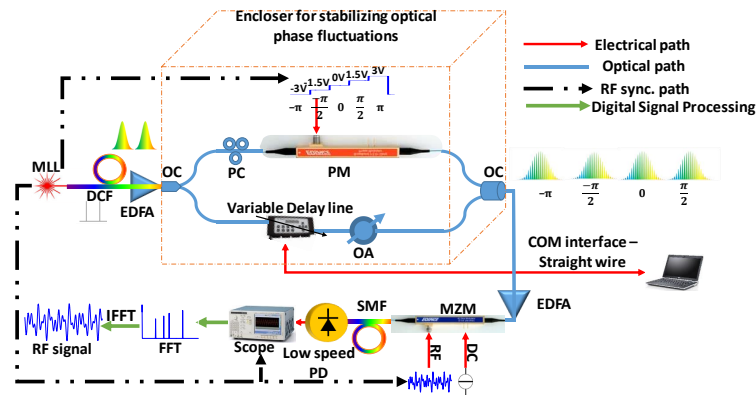 Encloser for stabilizing optical
phase fluctuations
Electrical path
Optical path
RF sync. path
Digital Signal Processing
-3V -1.5V 0V 1.5V 3V
−π −π/2 0 π/2 π
OC
PC
PM
OC
MLL
DCF
EDFA
−π −π/2 0 π/2
Variable Delay line
OA
COM interface –
Straight wire
EDFA
SMF
MZM
IFFT
RF signal
FFT
Scope
Low speed
PD
RF
DC